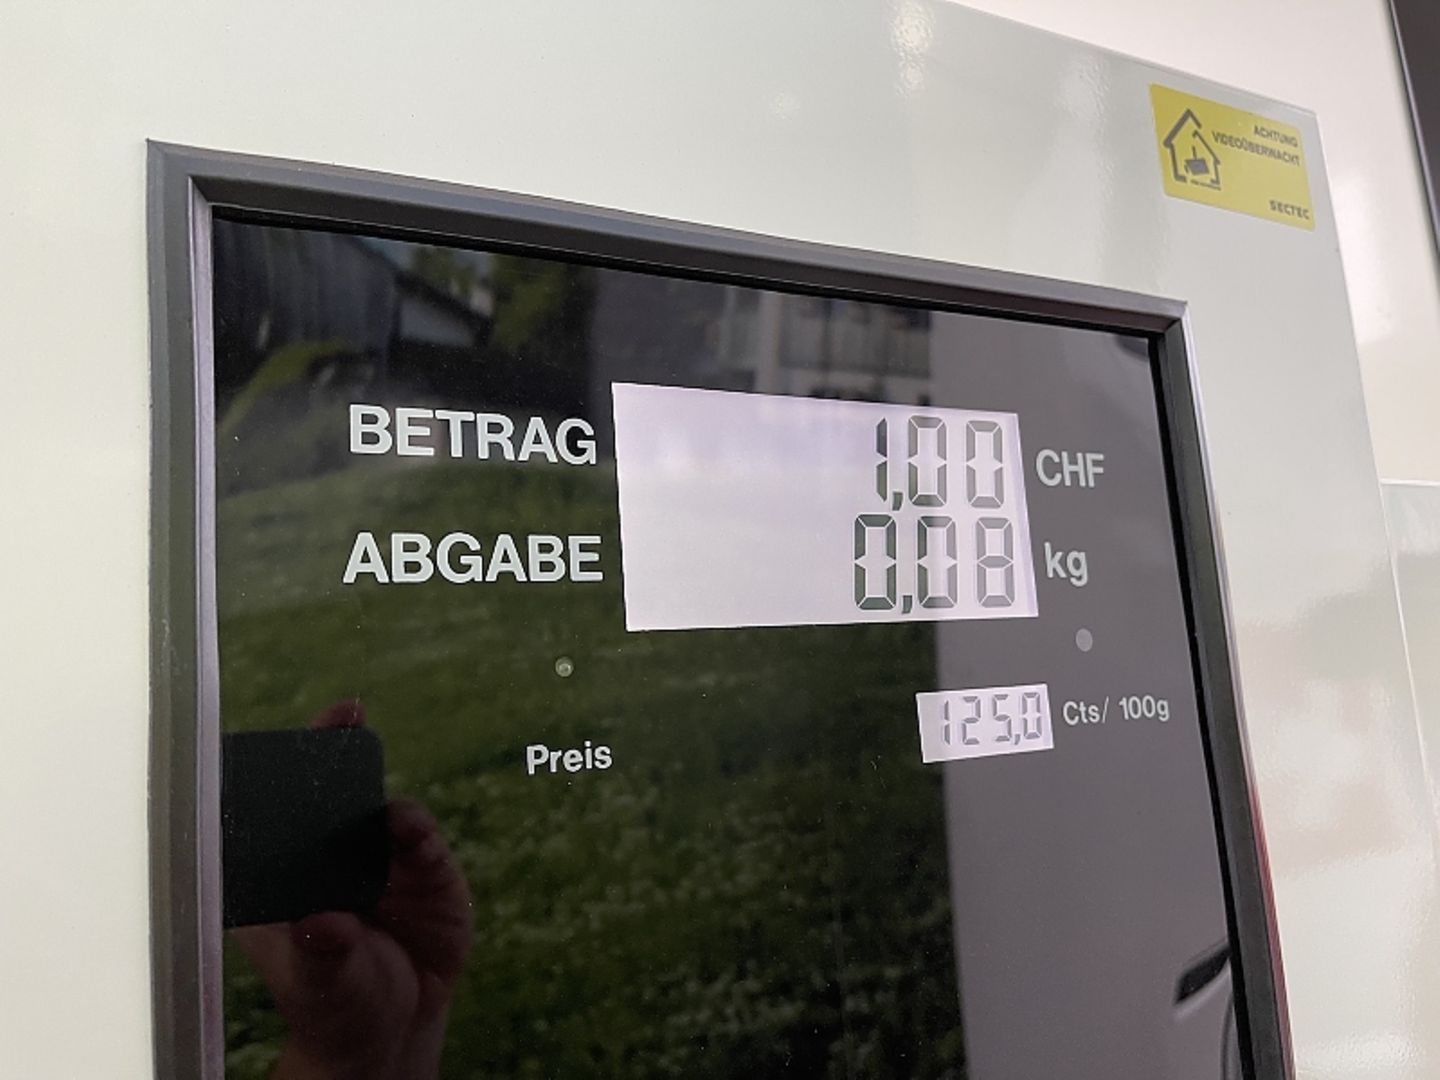 ACHTUNG
VIDEOÜBERWACHT
SECTEC
BETRAG 1,00 CHF
ABGABE 0,08 kg
125,0 Cts/ 100g
Preis